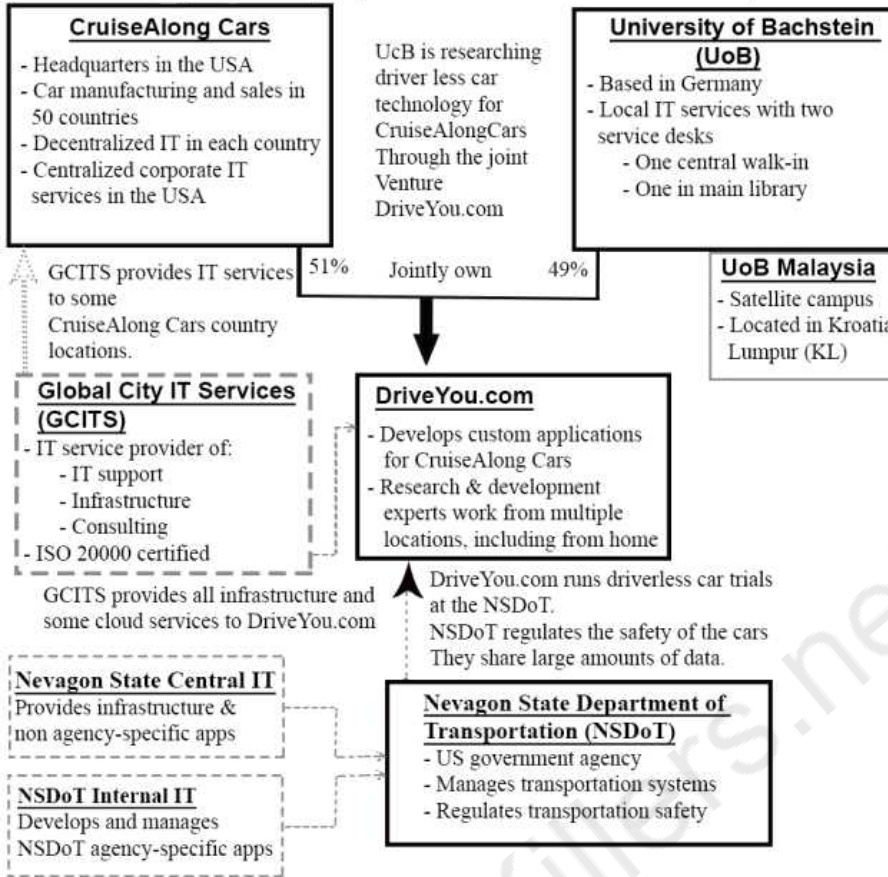 CruiseAlong Cars
- Headquarters in the USA
- Car manufacturing and sales in
50 countries
- Decentralized IT in each country
- Centralized corporate IT
services in the USA
UcB is researching
driver less car
technology for
CruiseAlongCars
Through the joint
Venture
DriveYou.com
University of Bachstein
(UoB)
- Based in Germany
- Local IT services with two
service desks
- One central walk-in
- One in main library
51% Jointly own 49%
UoB Malaysia
- Satellite campus
- Located in Kroatia
Lumpur (KL)
GCITS provides IT services
to some
CruiseAlong Cars country
locations.
Global City IT Services
(GCITS)
- IT service provider of:
- IT support
- Infrastructure
- Consulting
- ISO 20000 certified
DriveYou.com
- Develops custom applications
for CruiseAlong Cars
- Research & development
experts work from multiple
locations, including from home
GCITS provides all infrastructure and
some cloud services to DriveYou.com
DriveYou.com runs driverless car trials
at the NSDoT.
NSDoT regulates the safety of the cars
They share large amounts of data.
Nevagon State Central IT
Provides infrastructure &
non agency-specific apps
NSDoT Internal IT
Develops and manages
NSDoT agency-specific apps
Nevagon State Department of
Transportation (NSDoT)
- US government agency
- Manages transportation systems
- Regulates transportation safety